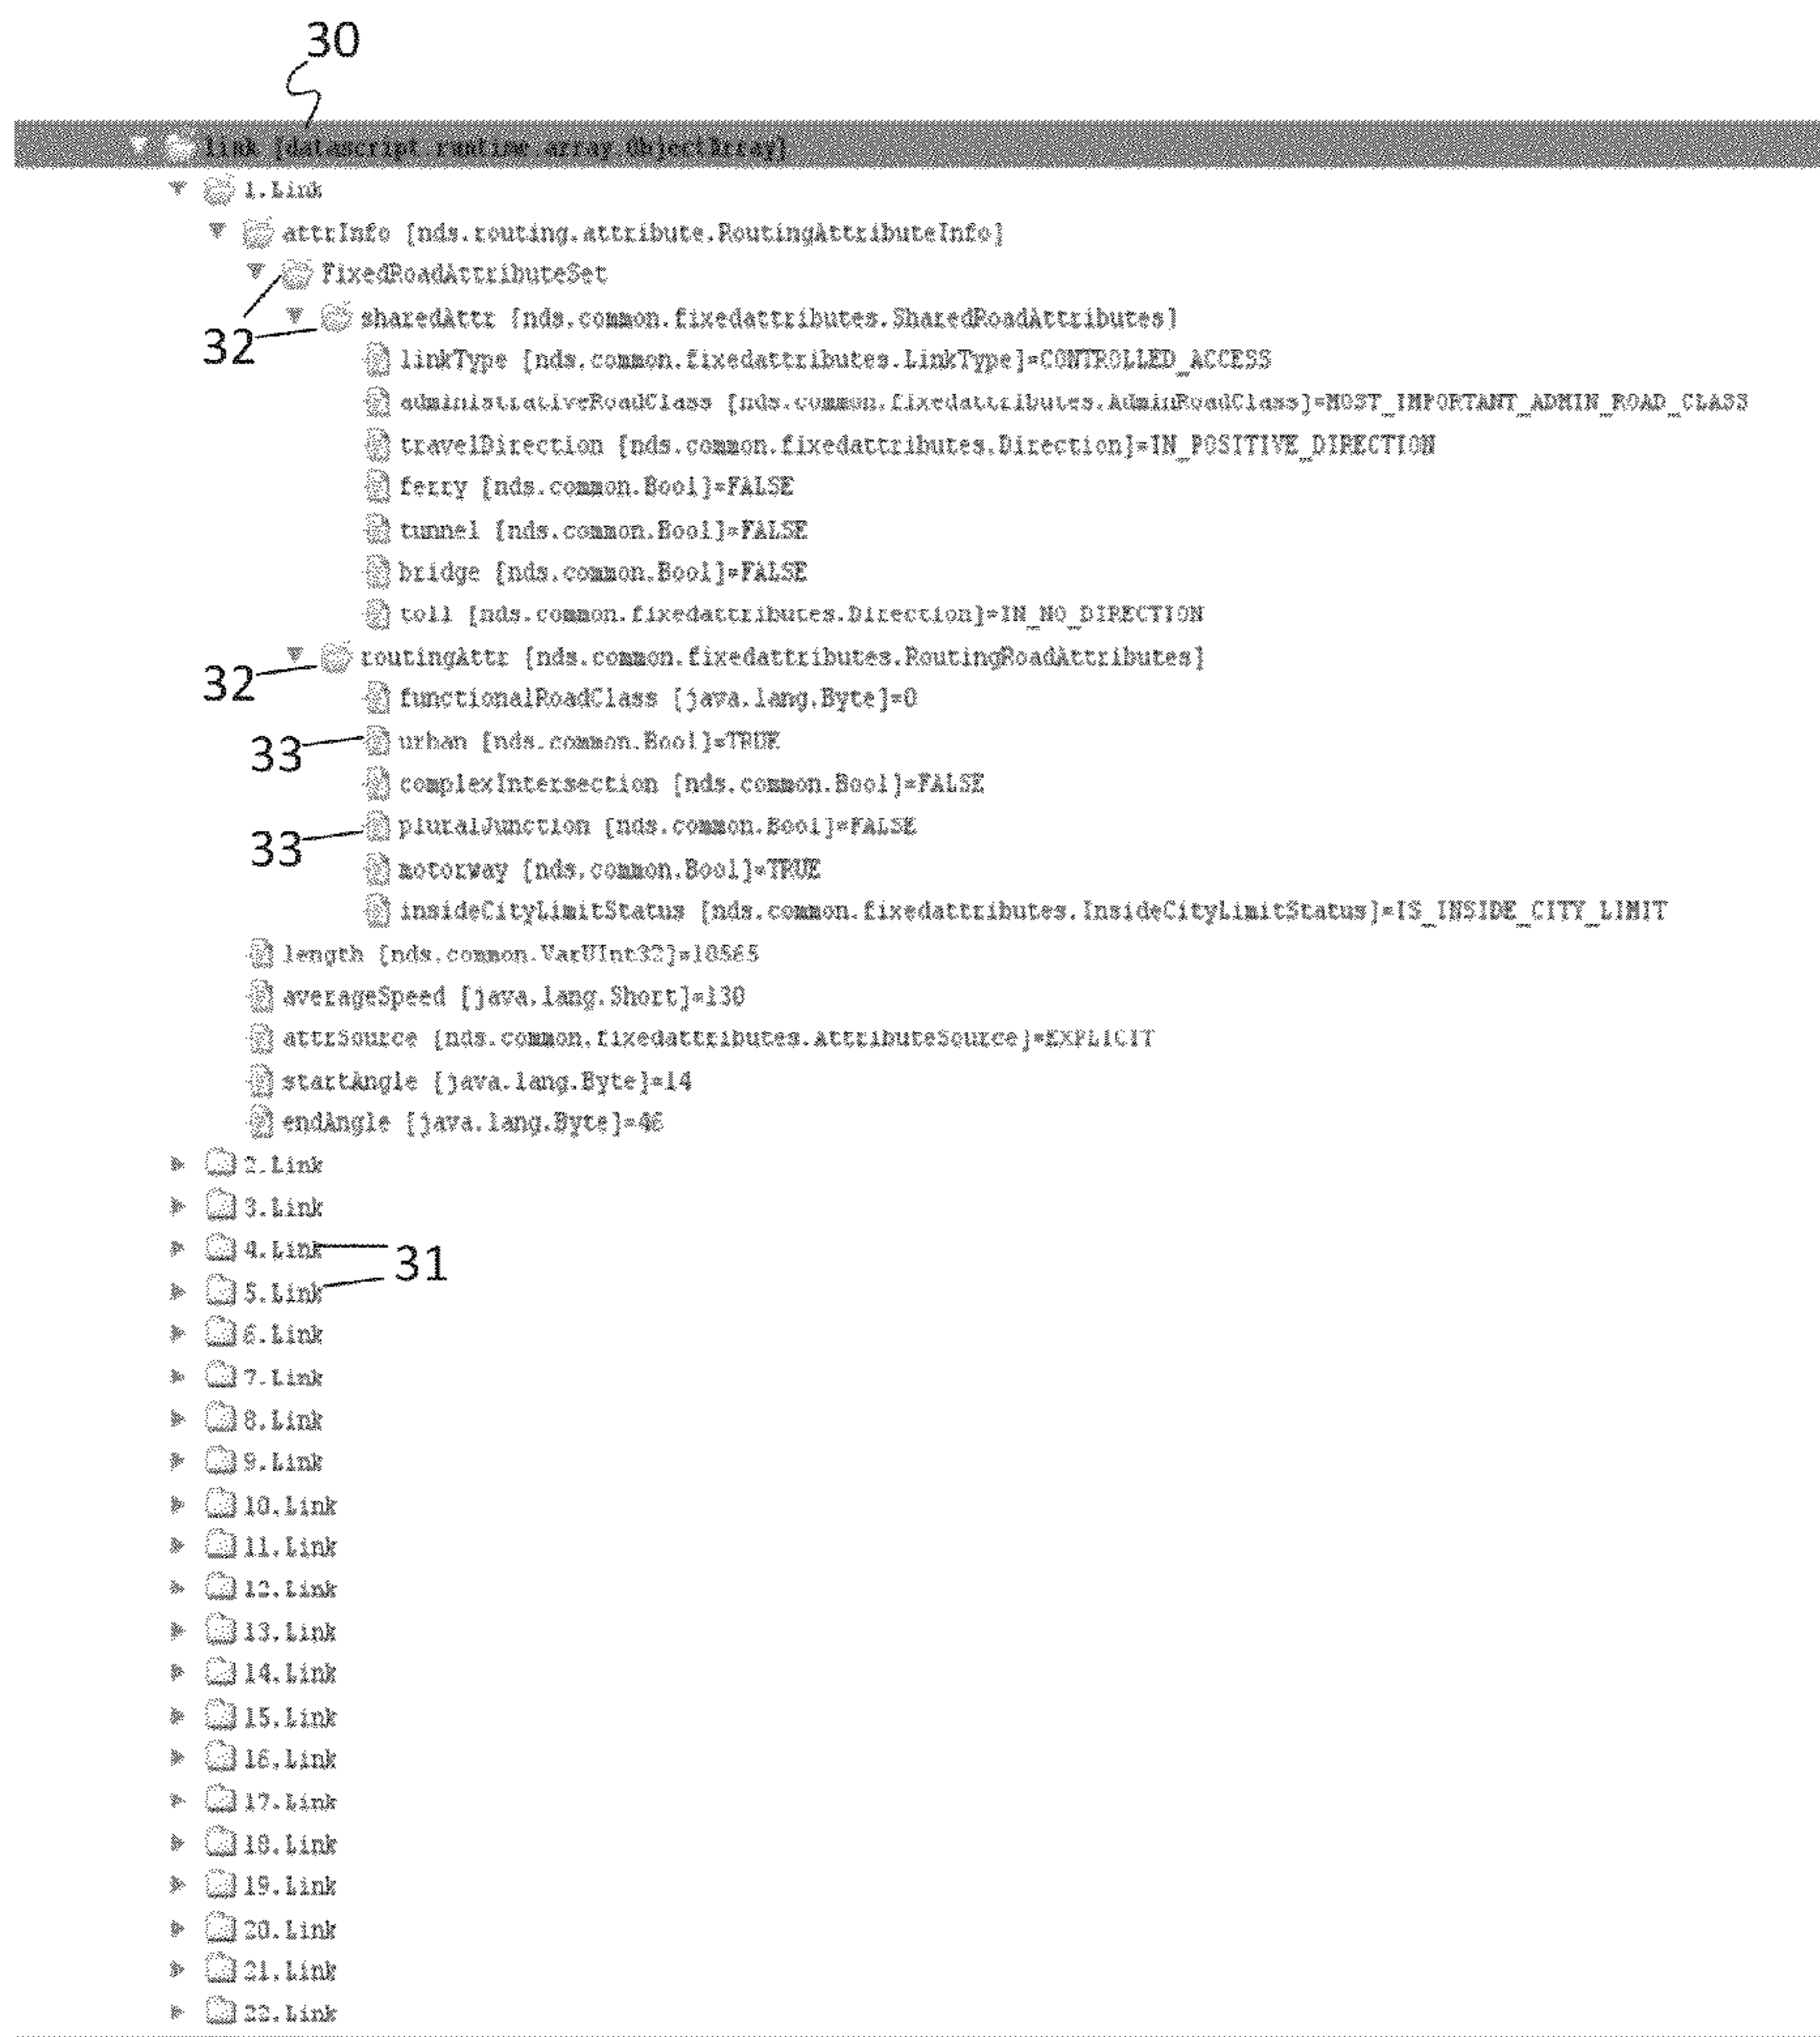 30
link [datascript.runtime.array.ObjectArray]
1.Link
attrInfo [nds.routing.attribute.RoutingAttributeInfo]
FixedRoadAttributeSet
32
sharedAttr [nds.common.fixedattributes.SharedRoadAttributes]
linkType [nds.common.fixedattributes.LinkType]=CONTROLLED_ACCESS
administrativeRoadClass [nds.common.fixedattributes.AdminRoadClass]=MOST_IMPORTANT_ADMIN_ROAD_CLASS
travelDirection [nds.common.fixedattributes.Direction]=IN_POSITIVE_DIRECTION
ferry [nds.common.Bool]=FALSE
tunnel [nds.common.Bool]=FALSE
bridge [nds.common.Bool]=FALSE
toll [nds.common.fixedattributes.Direction]=IN_NO_DIRECTION
32 routingAttr [nds.common.fixedattributes.RoutingRoadAttributes]
functionalRoadClass [java.lang.Byte]=0
33 urban [nds.common.Bool]=TRUE
complexIntersection [nds.common.Bool]=FALSE
33 pluralJunction [nds.common.Bool]=FALSE
motorway [nds.common.Bool]=TRUE
insideCityLimitStatus [nds.common.fixedattributes.InsideCityLimitStatus]=IS_INSIDE_CITY_LIMIT
length [nds.common.VarUInt32]=10565
averageSpeed [java.lang.Short]=130
attrSource [nds.common.fixedattributes.AttributeSource]=EXPLICIT
startAngle [java.lang.Byte]=14
endAngle [java.lang.Byte]=46
2.Link
3.Link
4.Link
31
5.Link
6.Link
7.Link
8.Link
9.Link
10.Link
11.Link
12.Link
13.Link
14.Link
15.Link
16.Link
17.Link
18.Link
19.Link
20.Link
21.Link
22.Link